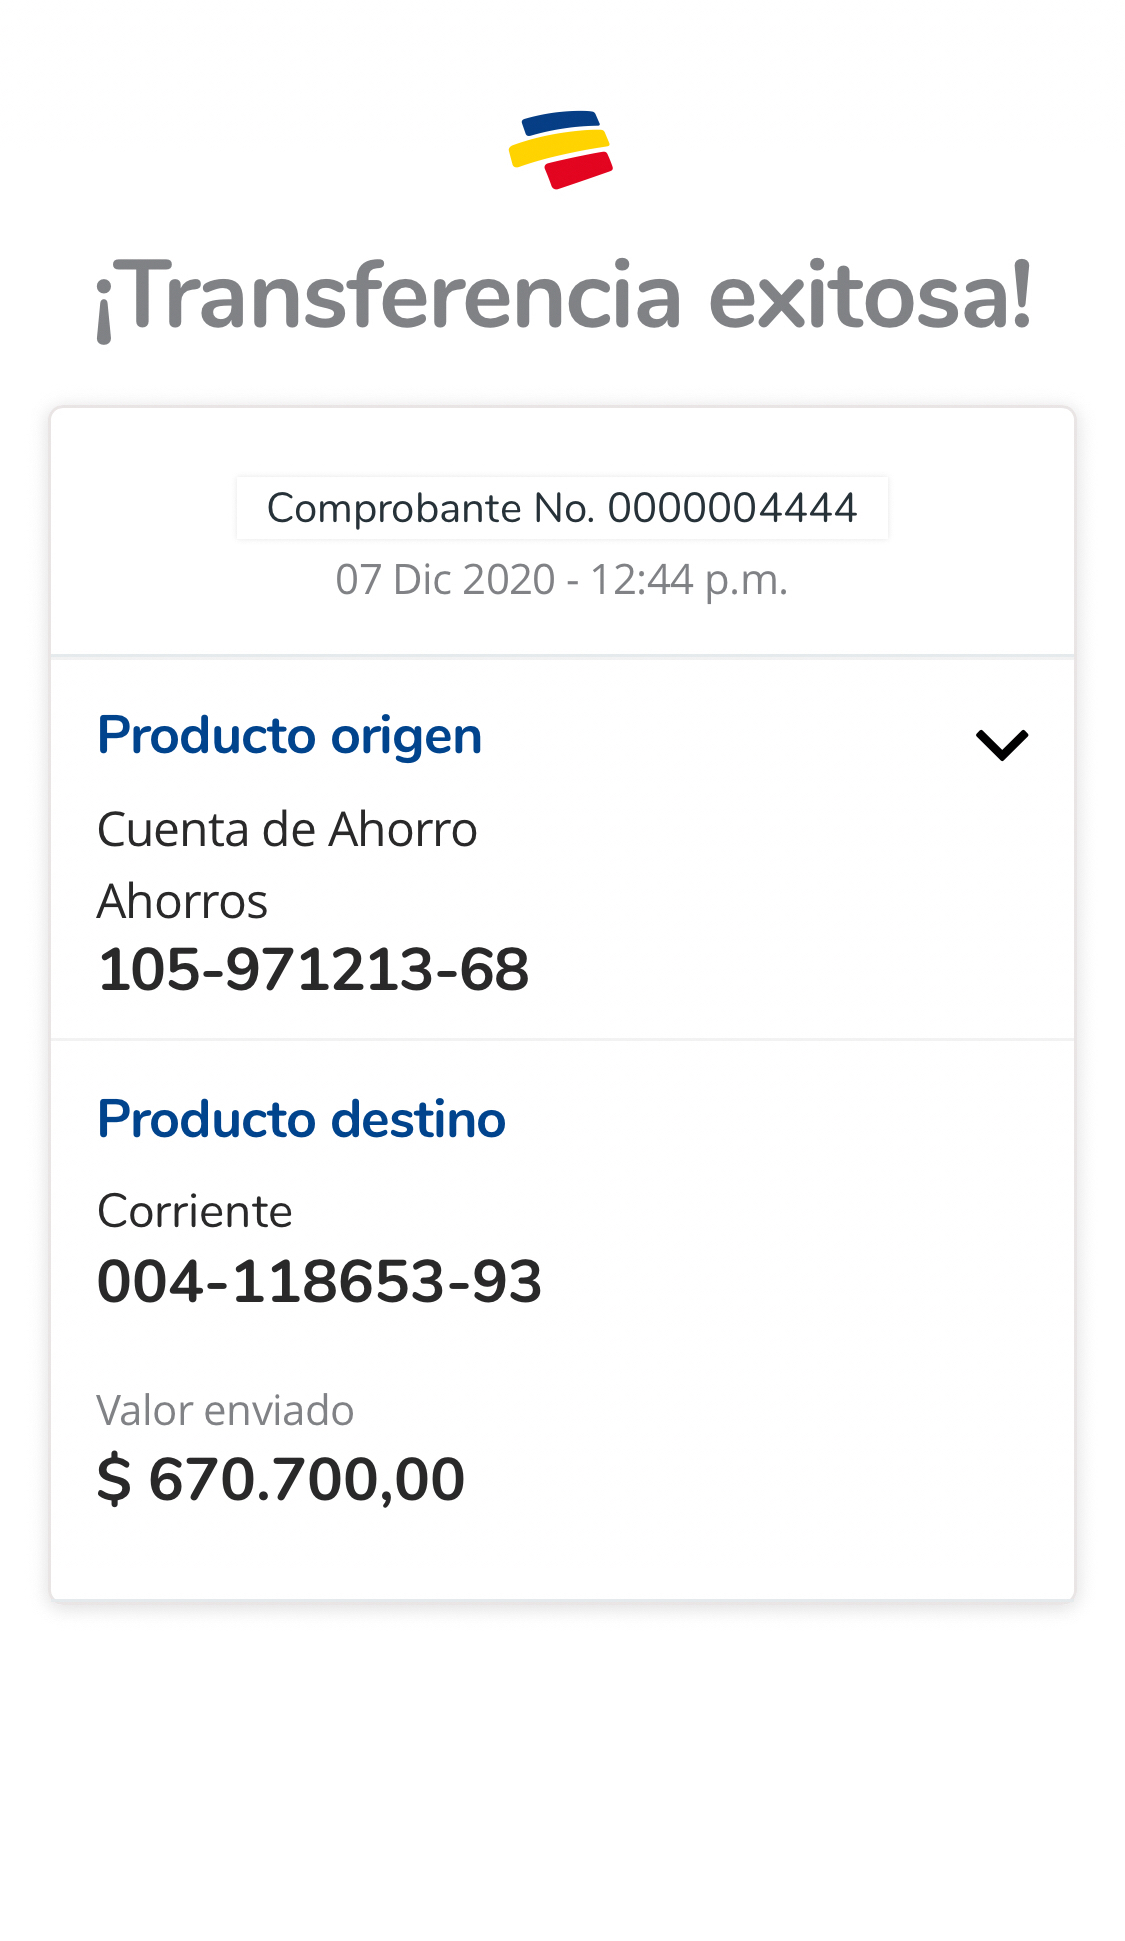 ¡Transferencia exitosa!
Comprobante No. 0000004444
07 Dic 2020 - 12:44 p.m.
Producto origen
Cuenta de Ahorro
Ahorros
105-971213-68
Producto destino
Corriente
004-118653-93
Valor enviado
$ 670.700,00